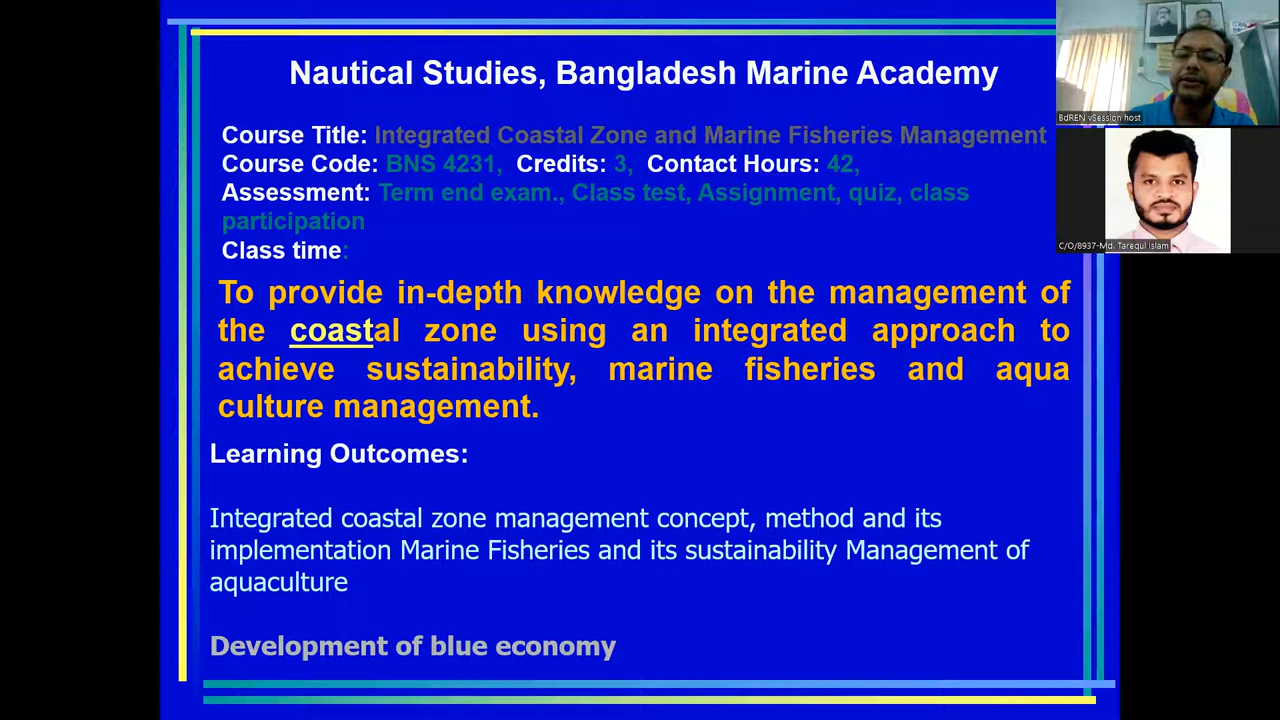 Nautical Studies, Bangladesh Marine Academy
Course Title: Integrated Coastal Zone and Marine Fisheries Management
Course Code: BNS 4231, Credits: 3, Contact Hours: 42,
Assessment: Term end exam., Class test, Assignment, quiz, class
participation
Class time:
To provide in-depth knowledge on the management of
the coastal zone using an integrated approach to
achieve sustainability, marine fisheries and aqua
culture management.
Learning Outcomes:
Integrated coastal zone management concept, method and its
implementation Marine Fisheries and its sustainability Management of
aquaculture
Development of blue economy
BdREN vSession host
C/O/8937-Md. Tarequl Islam